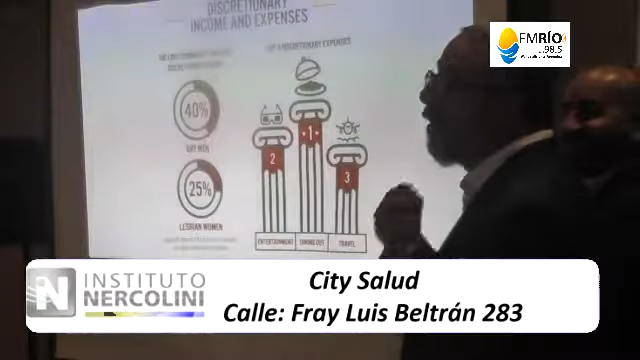 DISCRETIONARY
INCOME AND EXPENSES
TOP 3 DISCRETIONARY EXPENSES
40%
GAY MEN
25%
LESBIAN WOMEN
1
2
3
ENTERTAINMENT
DINING OUT
TRAVEL
FMRÍO
98.5
INSTITUTO
NERCOLINI
City Salud
Calle: Fray Luis Beltrán 283